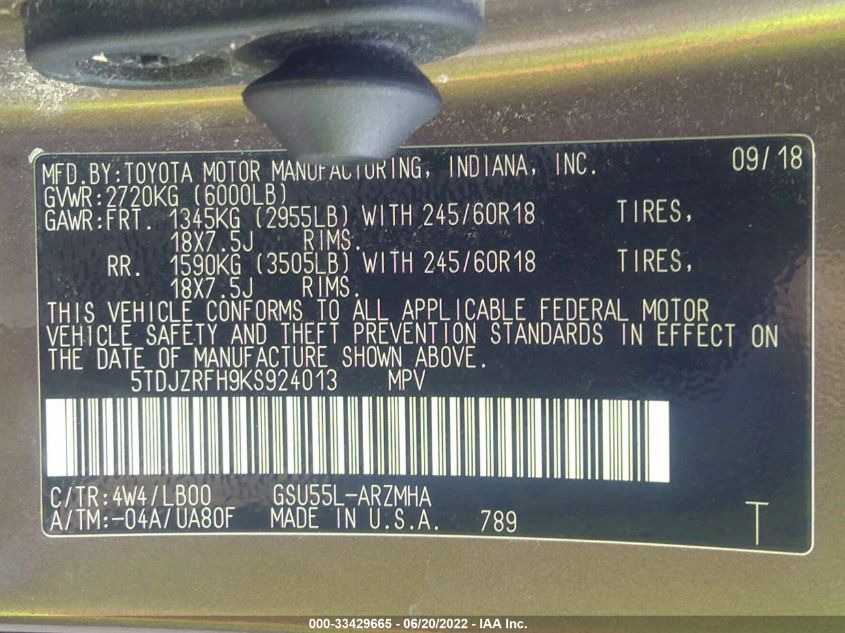 MFD.BY:TOYOTA MOTOR MANUFACTURING, INDIANA, INC. 09/18
GVWR:2720KG (6000LB)
GAWR:FRT. 1345KG (2955LB) WITH 245/60R18 TIRES,
18X7.5J RIMS.
RR. 1590KG (3505LB) WITH 245/60R18 TIRES,
18X7.5J RIMS.
THIS VEHICLE CONFORMS TO ALL APPLICABLE FEDERAL MOTOR
VEHICLE SAFETY AND THEFT PREVENTION STANDARDS IN EFFECT ON
THE DATE OF MANUFACTURE SHOWN ABOVE.
5TDJZRFH9KS924013 MPV
C/TR:4W4/LB00 GSU55L-ARZMHA
A/TM:-04A/UA80F MADE IN U.S.A. 789 T
000-33429665 - 06/20/2022 - IAA Inc.